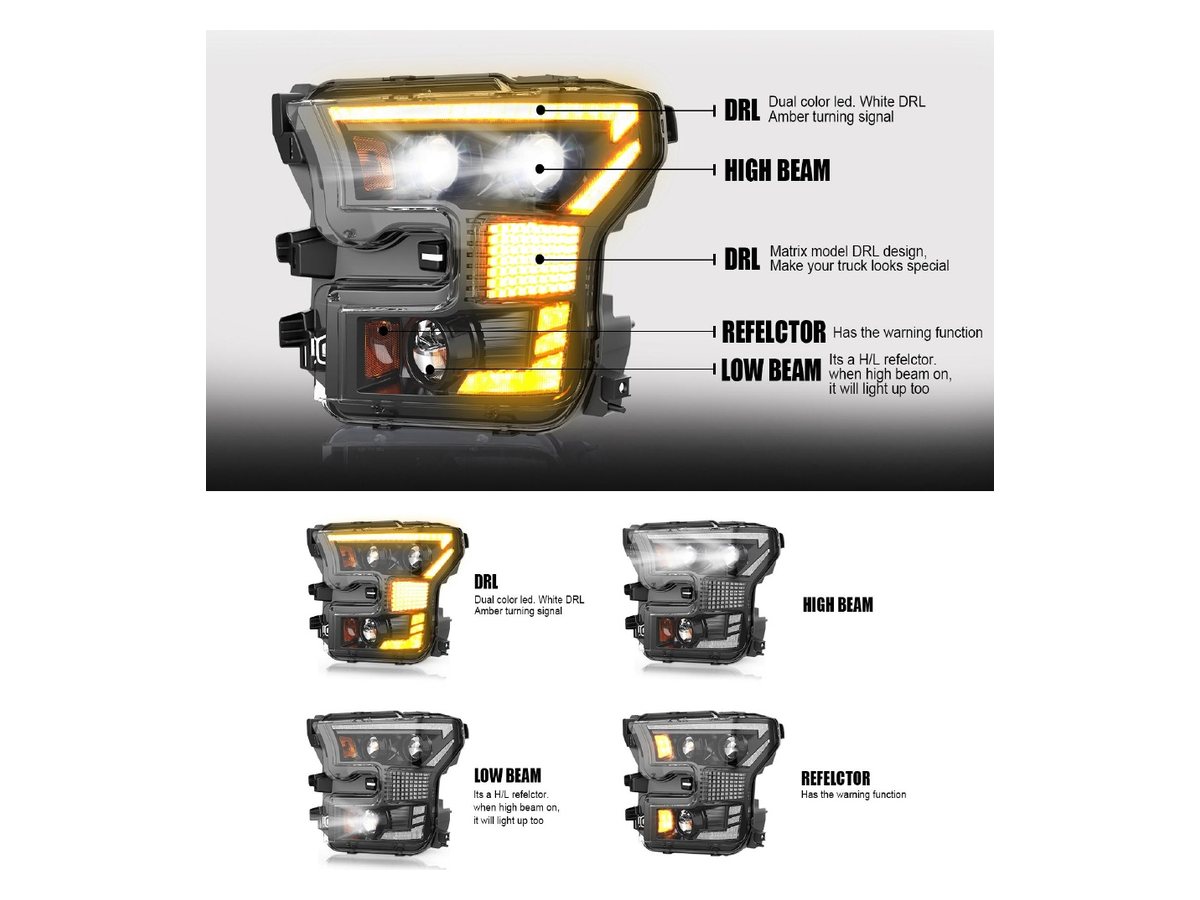 DRL Dual color led. White DRL
Amber turning signal
HIGH BEAM
DRL Matrix model DRL design,
Make your truck looks special
REFELCTOR Has the warning function
LOW BEAM Its a H/L refelctor.
when high beam on,
it will light up too
DRL
Dual color led. White DRL
Amber turning signal
HIGH BEAM
LOW BEAM
Its a H/L refelctor.
when high beam on,
it will light up too
REFELCTOR
Has the warning function